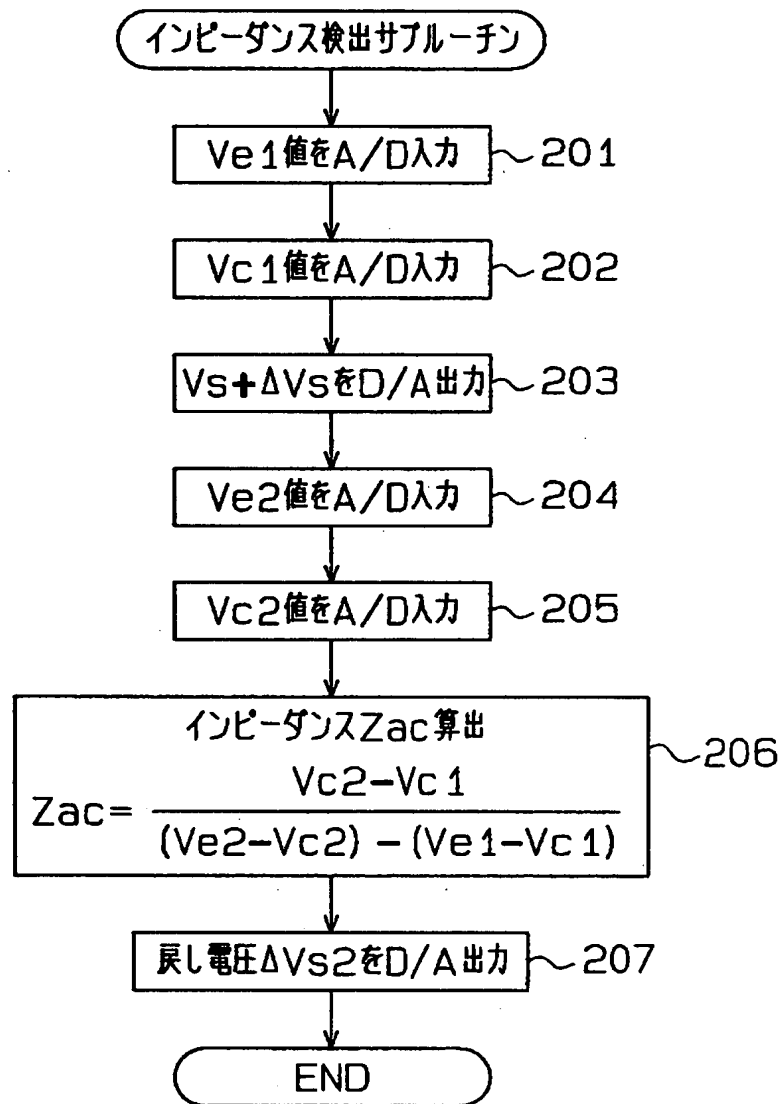 インピーダンス検出サブルーチン
Ve1値をA/D入力 201
Vc1値をA/D入力 202
Vs+ΔVsをD/A出力 203
Ve2値をA/D入力 204
Vc2値をA/D入力 205
インピーダンスZac算出
206
Vc2-Vc1
Zac=
(Ve2-Vc2) - (Ve1-Vc1)
戻し電圧ΔVs2をD/A出力 207
END